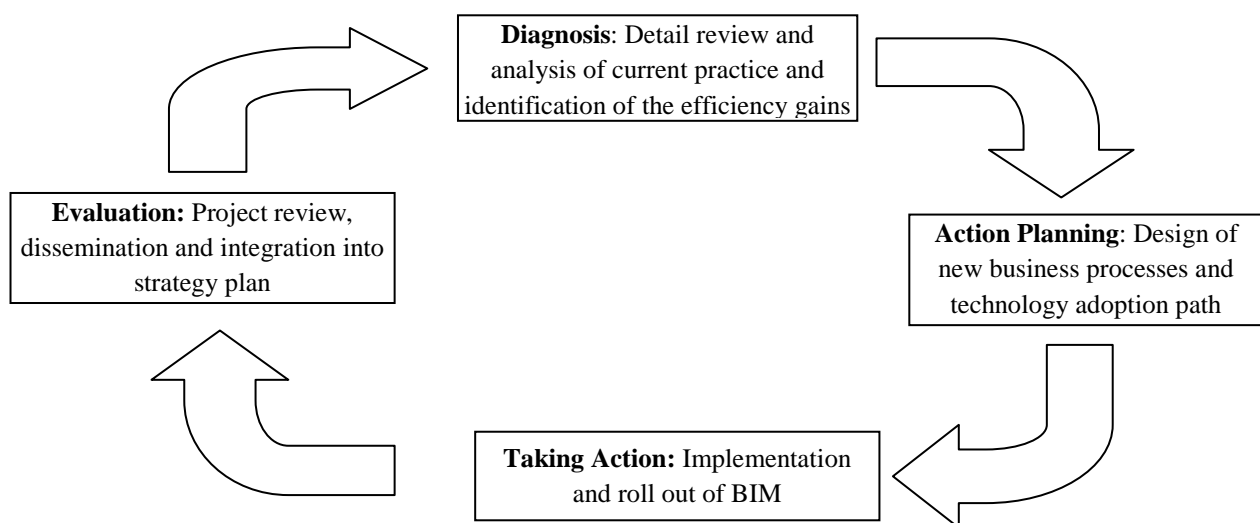 Diagnosis: Detail review and
analysis of current practice and
identification of the efficiency gains
Evaluation: Project review,
dissemination and integration into
strategy plan
Action Planning: Design of
new business processes and
technology adoption path
Taking Action: Implementation
and roll out of BIM